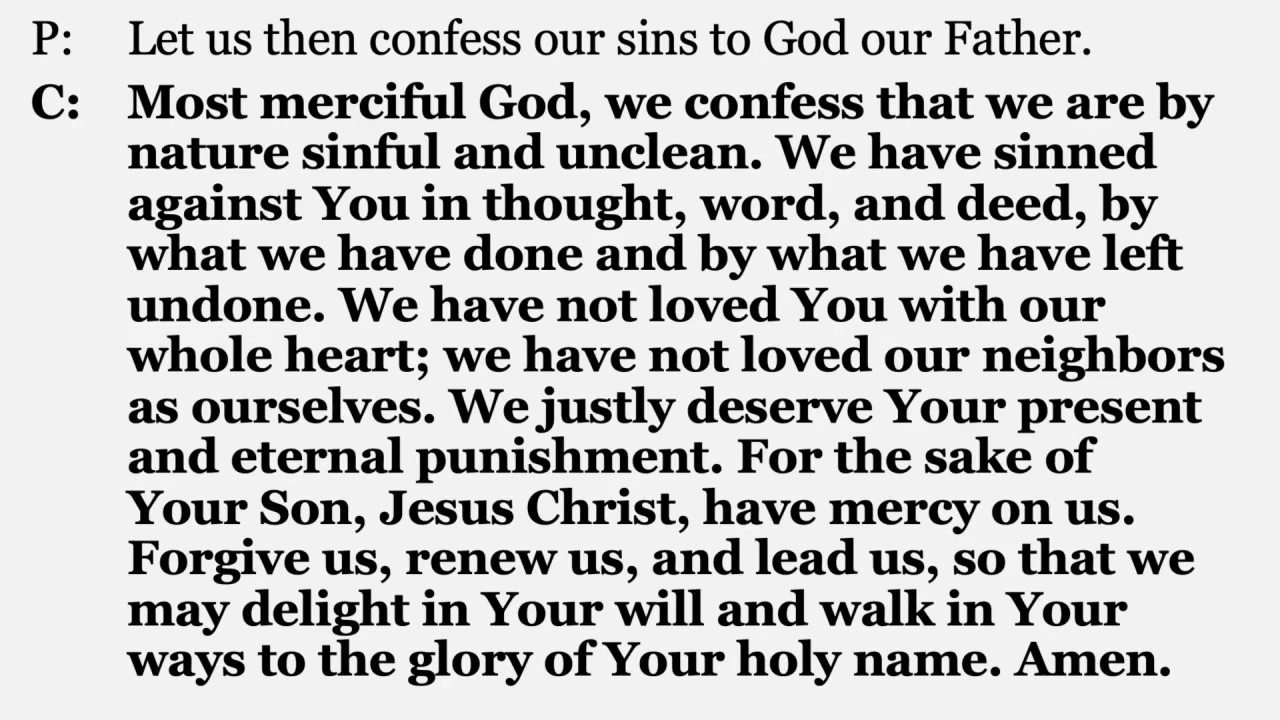 P: Let us then confess our sins to God our Father.
C: Most merciful God, we confess that we are by
nature sinful and unclean. We have sinned
against You in thought, word, and deed, by
what we have done and by what we have left
undone. We have not loved You with our
whole heart; we have not loved our neighbors
as ourselves. We justly deserve Your present
and eternal punishment. For the sake of
Your Son, Jesus Christ, have mercy on us.
Forgive us, renew us, and lead us, so that we
may delight in Your will and walk in Your
ways to the glory of Your holy name. Amen.